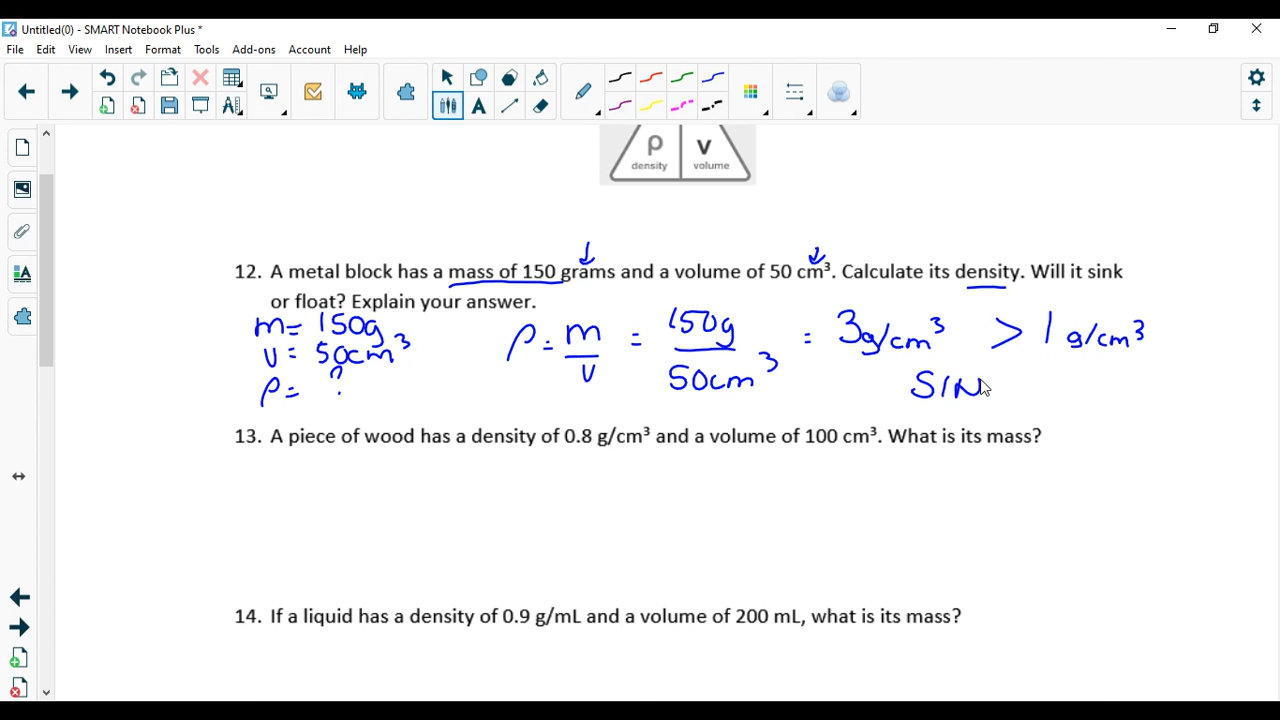 Untitled(0) - SMART Notebook Plus *
File Edit View Insert Format Tools Add-ons Account Help
ρ V
density volume
12. A metal block has a mass of 150 grams and a volume of 50 cm³. Calculate its density. Will it sink
or float? Explain your answer.
m= 150g
v= 50cm³
ρ= ?
ρ = m/v = 150g/50cm³ = 3g/cm³ > 1 g/cm³
SIN
13. A piece of wood has a density of 0.8 g/cm³ and a volume of 100 cm³. What is its mass?
14. If a liquid has a density of 0.9 g/mL and a volume of 200 mL, what is its mass?